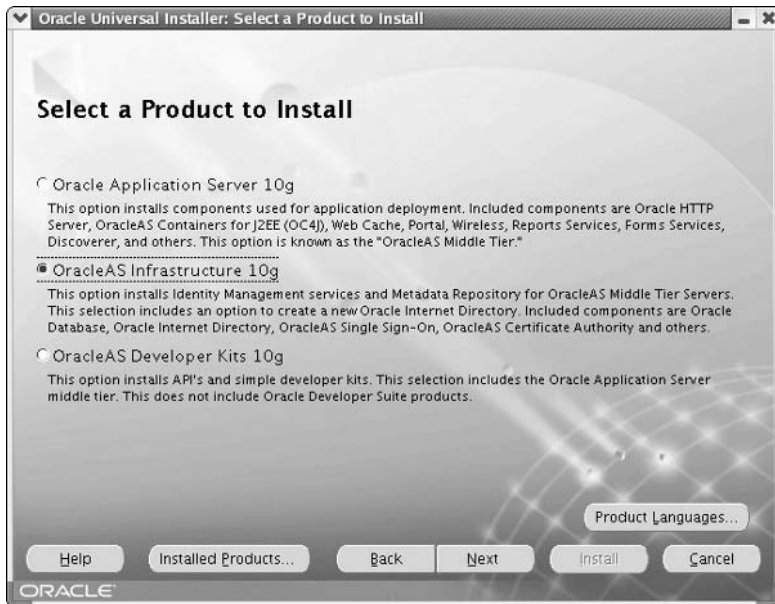 Oracle Universal Installer: Select a Product to Install
Select a Product to Install
Oracle Application Server 10g
This option installs components used for application deployment. Included components are Oracle HTTP
Server, OracleAS Containers for J2EE (OC4J), Web Cache, Portal, Wireless, Reports Services, Forms Services,
Discoverer, and others. This option is known as the "OracleAS Middle Tier."
OracleAS Infrastructure 10g
This option installs Identity Management services and Metadata Repository for OracleAS Middle Tier Servers.
This selection includes an option to create a new Oracle Internet Directory. Included components are Oracle
Database, Oracle Internet Directory, OracleAS Single Sign-On, OracleAS Certificate Authority and others.
OracleAS Developer Kits 10g
This option installs API's and simple developer kits. This selection includes the Oracle Application Server
middle tier. This does not include Oracle Developer Suite products.
Product Languages...
Help Installed Products... Back Next Install Cancel
ORACLE